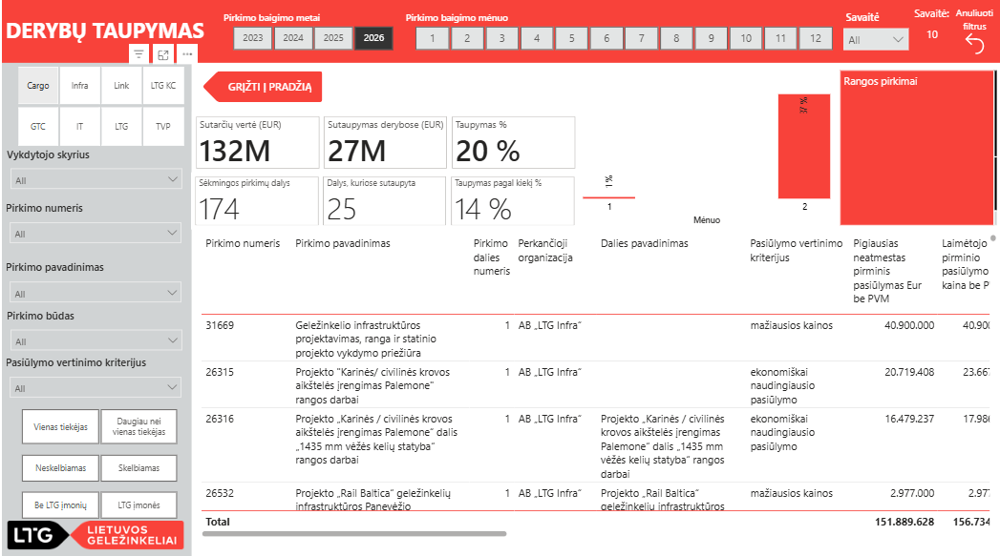 DERYBŲ TAUPYMAS
Pirkimo baigimo metai
2023
2024
2025
2026
Pirkimo baigimo mėnuo
1
2
3
4
5
6
7
8
9
10
11
12
Savaitė
All
Savaitė:
10
Anuliuoti
filtrus
Cargo
Infra
Link
LTG KC
GTC
IT
LTG
TVP
Vykdytojo skyrius
All
Pirkimo numeris
All
Pirkimo pavadinimas
All
Pirkimo būdas
All
Pasiūlymo vertinimo kriterijus
All
Vienas tiekėjas
Daugiau nei
vienas tiekėjas
Neskelbiamas
Skelbiamas
Be LTG įmonių
LTG įmonės
LTG
LIETUVOS
GELEŽINKELIAI
GRĮŽTI Į PRADŽIĄ
Sutarčių vertė (EUR)
132M
Sutaupymas derybose (EUR)
27M
Taupymas %
20 %
Sėkmingos pirkimų dalys
174
Dalys, kuriose sutaupyta
25
Taupymas pagal kiekį %
14 %
1
2
Mėnuo
Rangos pirkimai
Pirkimo numeris
Pirkimo pavadinimas
Pirkimo
dalies
numeris
Perkančioji
organizacija
Dalies pavadinimas
Pasiūlymo vertinimo
kriterijus
Pigiausias
neatmestas
pirminis
pasiūlymas Eur
be PVM
Laimėtojo
pirminio
pasiūlymo
kaina be P
31669
Geležinkelio infrastruktūros
projektavimas, ranga ir statinio
projekto vykdymo priežiūra
1
AB „LTG Infra“
mažiausios kainos
40.900.000
40.90
26315
Projekto "Karinės/ civilinės krovos
aikštelės įrengimas Palemone"
rangos darbai
1
AB „LTG Infra“
ekonomiškai
naudingiausio
pasiūlymo
20.719.408
23.66
26316
Projekto „Karinės / civilinės krovos
aikštelės įrengimas Palemone“ dalis
„1435 mm vėžės kelių statyba“
rangos darbai
1
AB „LTG Infra“
Projekto „Karinės / civilinės
krovos aikštelės įrengimas
Palemone“ dalis „1435 mm
vėžės kelių statyba“ rangos
darbai
ekonomiškai
naudingiausio
pasiūlymo
16.479.237
17.98
26532
Projekto „Rail Baltica“ geležinkelių
infrastruktūros Panevėžio
1
AB „LTG Infra“
Projekto „Rail Baltica“
geležinkelių infrastruktūros
mažiausios kainos
2.977.000
2.97
Total
151.889.628
156.734